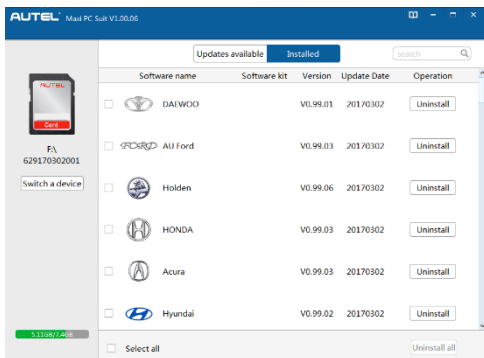 AUTEL Maxi PC Suit V1.00.06
Updates available Installed search
Software name Software kit Version Update Date Operation
AUTEL
Card
F:\
629170302001
Switch a device
5.11GB/7.4GB
DAEWOO V0.99.01 20170302 Uninstall
FORD AU Ford V0.99.03 20170302 Uninstall
Holden V0.99.06 20170302 Uninstall
HONDA V0.99.03 20170302 Uninstall
Acura V0.99.03 20170302 Uninstall
Hyundai V0.99.02 20170302 Uninstall
Select all Uninstall all